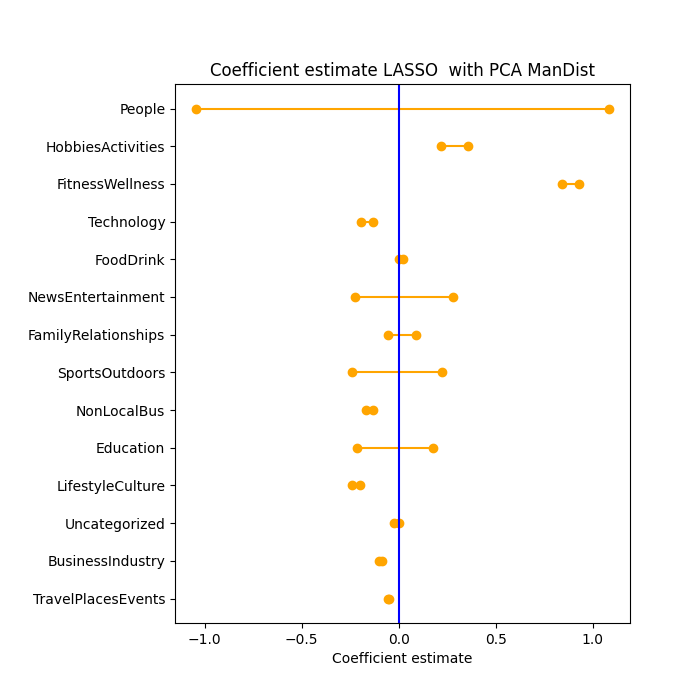 Coefficient estimate LASSO  with PCA ManDist
People
HobbiesActivities
FitnessWellness
Technology
FoodDrink
NewsEntertainment
FamilyRelationships
SportsOutdoors
NonLocalBus
Education
LifestyleCulture
Uncategorized
BusinessIndustry
TravelPlacesEvents
−1.0 −0.5 0.0 0.5 1.0
Coefficient estimate